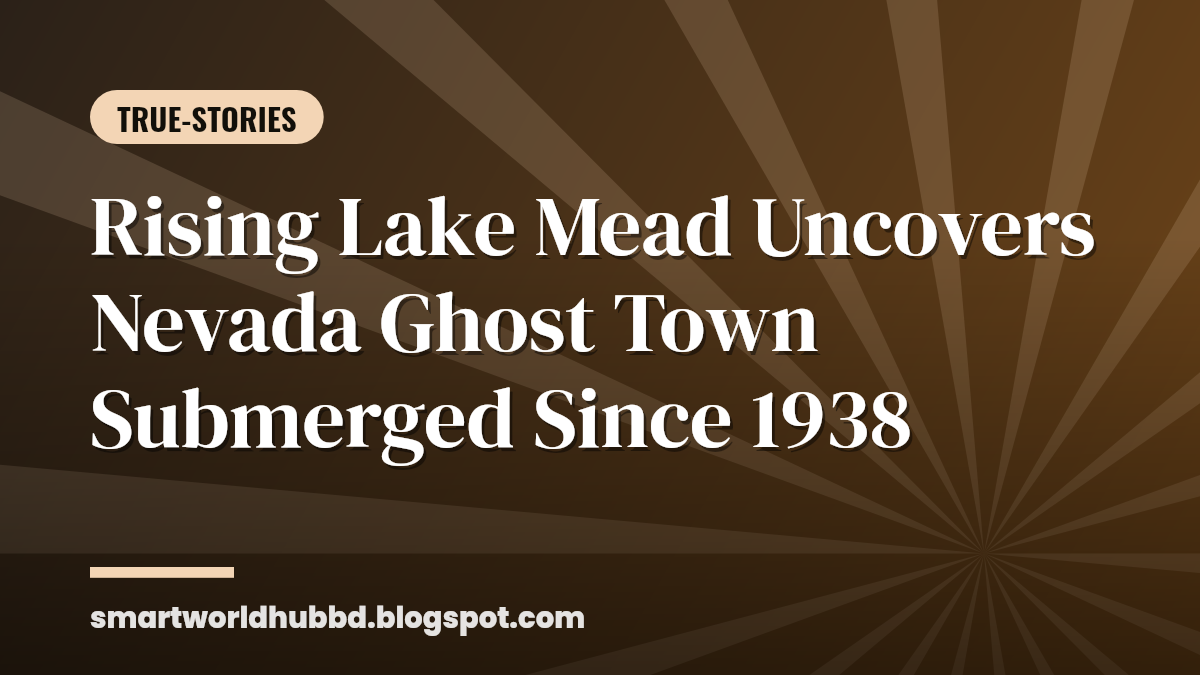 TRUE-STORIES
Rising Lake Mead Uncovers
Nevada Ghost Town
Submerged Since 1938
smartworldhubbd.blogspot.com